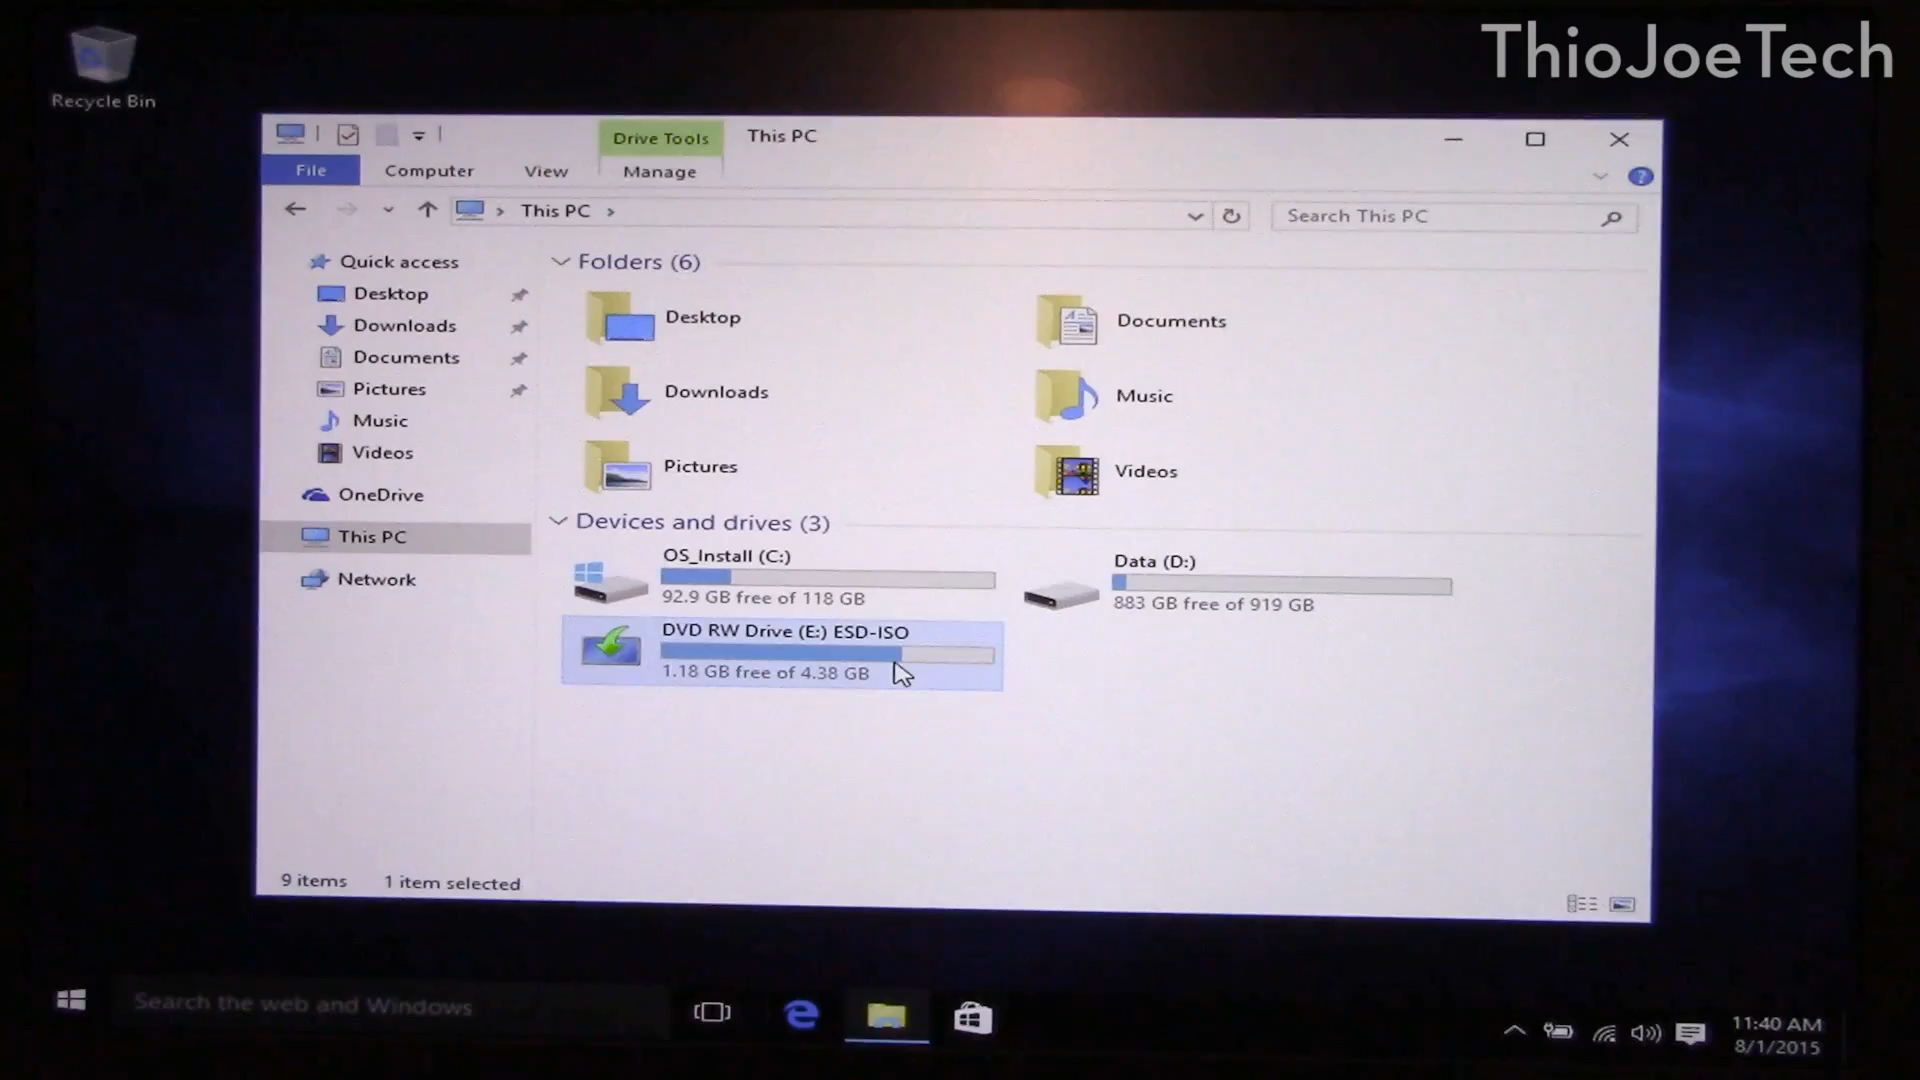 ThioJoeTech
Recycle Bin
Drive Tools
This PC
File
Computer
View
Manage
This PC
Search This PC
Quick access
Desktop
Downloads
Documents
Pictures
Music
Videos
OneDrive
This PC
Network
Folders (6)
Desktop
Documents
Downloads
Music
Pictures
Videos
Devices and drives (3)
OS_Install (C:)
92.9 GB free of 118 GB
Data (D:)
883 GB free of 919 GB
DVD RW Drive (E:) ESD-ISO
1.18 GB free of 4.38 GB
9 items
1 item selected
Search the web and Windows
11:40 AM
8/1/2015